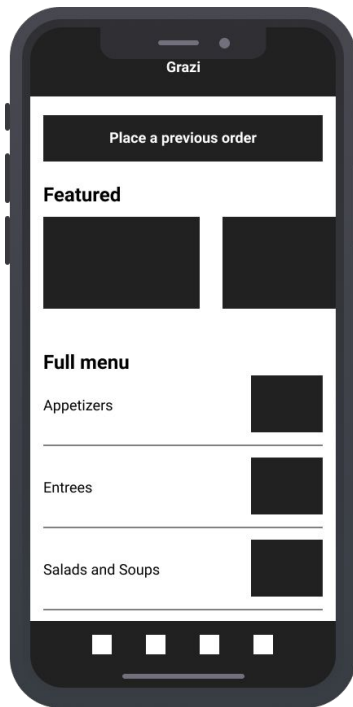 Grazi
Place a previous order
Featured
Full menu
Appetizers
Entrees
Salads and Soups